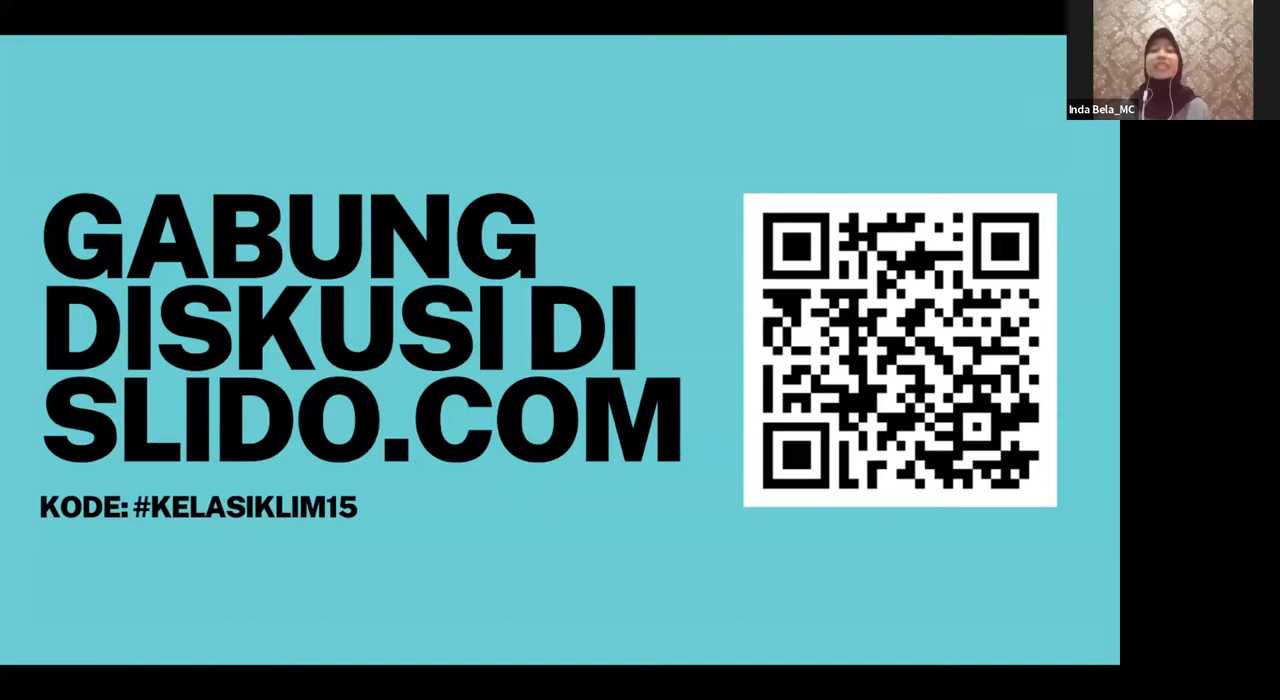 GABUNG
DISKUSI DI
SLIDO.COM
KODE: #KELASIKLIM15
Inda Bela_MC